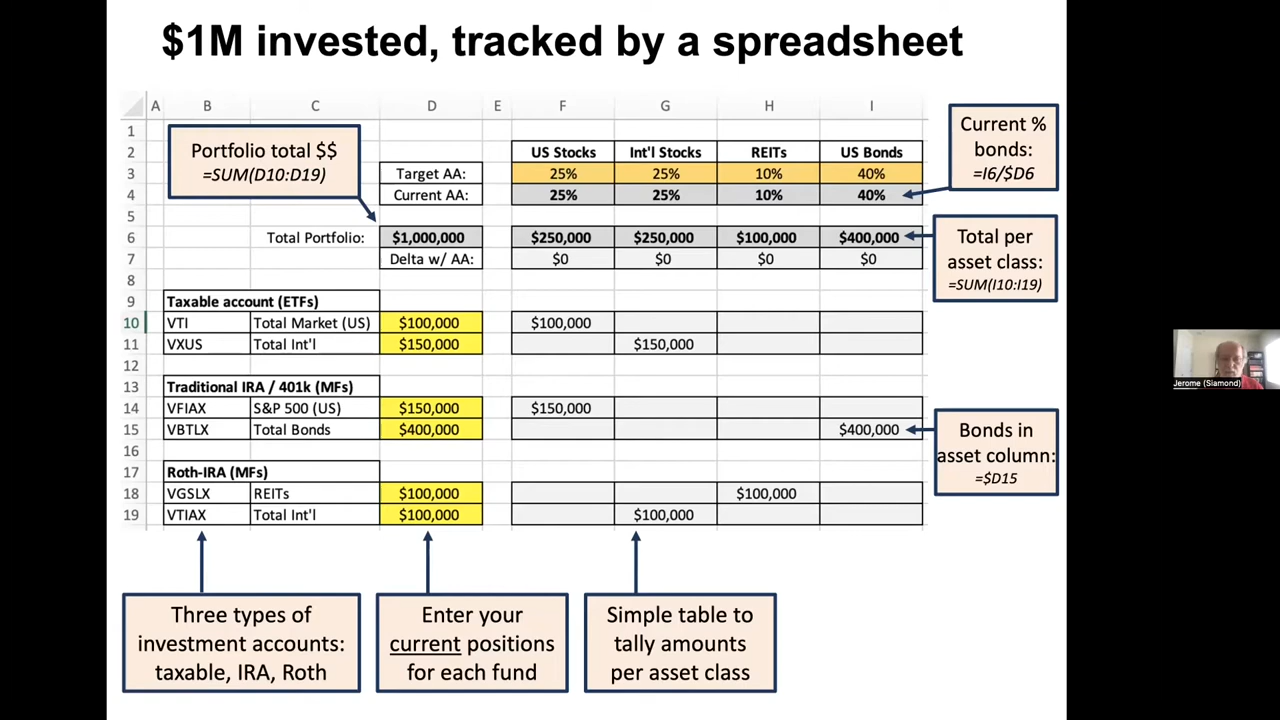 $1M invested, tracked by a spreadsheet
A B C D E F G H I
1
Portfolio total $$
=SUM(D10:D19)
Current %
bonds:
=I6/$D6
2 US Stocks Int'l Stocks REITs US Bonds
3 Target AA: 25% 25% 10% 40%
4 Current AA: 25% 25% 10% 40%
5
6 Total Portfolio: $1,000,000 $250,000 $250,000 $100,000 $400,000
7 Delta w/ AA: $0 $0 $0 $0
Total per
asset class:
=SUM(I10:I19)
8
9 Taxable account (ETFs)
10 VTI Total Market (US) $100,000 $100,000
11 VXUS Total Int'l $150,000 $150,000
12
13 Traditional IRA / 401k (MFs)
14 VFIAX S&P 500 (US) $150,000 $150,000
15 VBTLX Total Bonds $400,000 $400,000
Bonds in
asset column:
=$D15
16
17 Roth-IRA (MFs)
18 VGSLX REITs $100,000 $100,000
19 VTIAX Total Int'l $100,000 $100,000
Three types of
investment accounts:
taxable, IRA, Roth
Enter your
current positions
for each fund
Simple table to
tally amounts
per asset class
Jerome (Siamond)